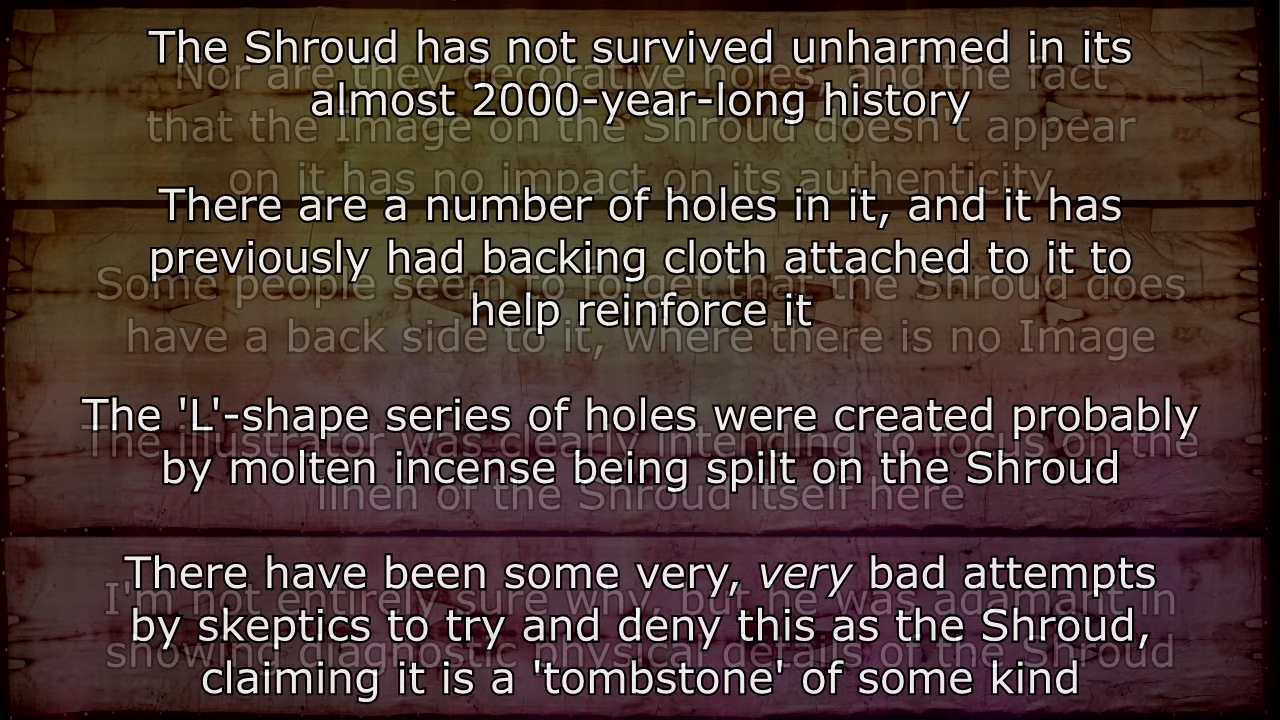 The Shroud has not survived unharmed in its
Nor are they decorative holes, and the fact
almost 2000-year-long history
that the Image on the Shroud doesn't appear
on it has no impact on its authenticity
There are a number of holes in it, and it has
previously had backing cloth attached to it to
Some people seem to forget that the Shroud does
help reinforce it
have a back side to it, where there is no Image
The 'L'-shape series of holes were created probably
The illustrator was clearly intending to focus on the
by molten incense being spilt on the Shroud
linen of the Shroud itself here
There have been some very, very bad attempts
I'm not entirely sure why, but he was adamant in
by skeptics to try and deny this as the Shroud,
showing diagnostic physical details of the Shroud
claiming it is a 'tombstone' of some kind